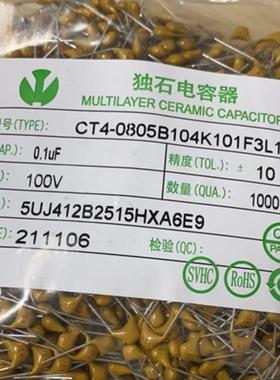 独石电容器
MULTILAYER CERAMIC CAPACITOR
号(TYPE): CT4-0805B104K101F3L1
AP.): 0.1uF 精度(TOL.): ± 10
: 100V 数量(QUA.): 1000
: 5UJ412B2515HXA6E9
: 211106 检验(QC):
PA
SVHC RoHS